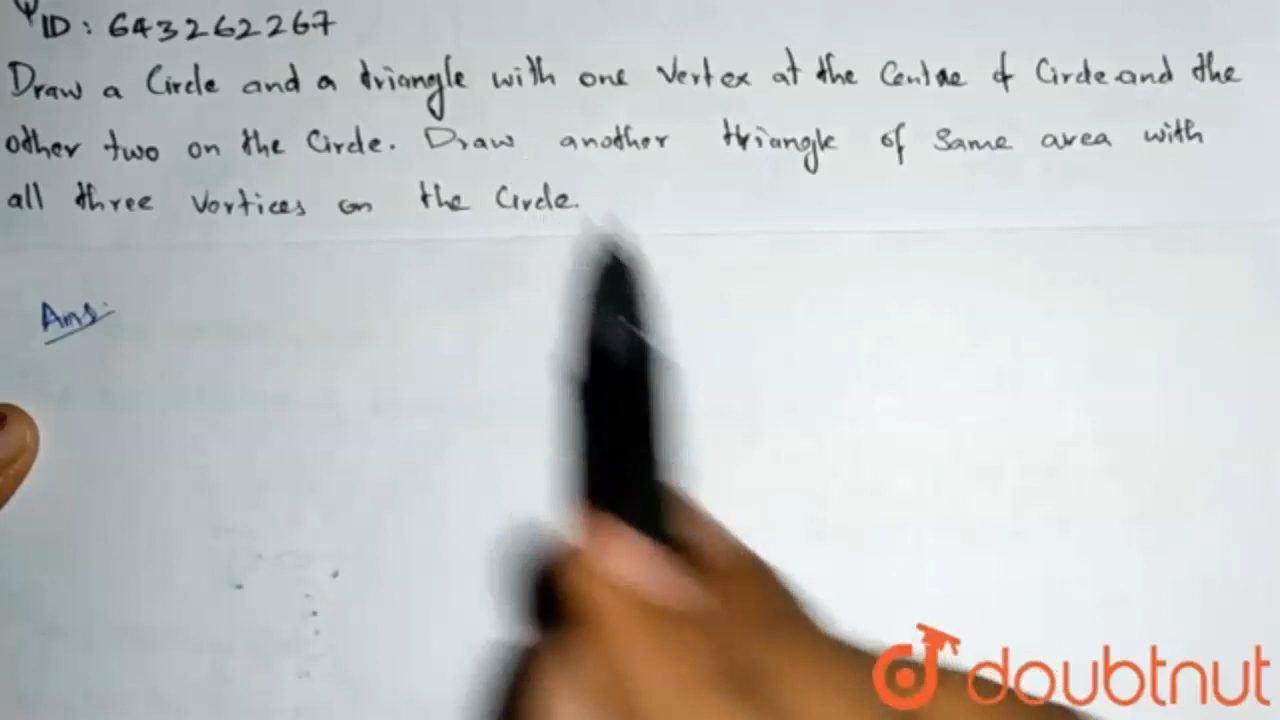 ID: 643262267
Draw a Circle and a triangle with one Vertex at the Centre of Circle and the
other two on the Circle. Draw another triangle of Same area with
all three Vertices on the Circle.
Ans.
doubtnut